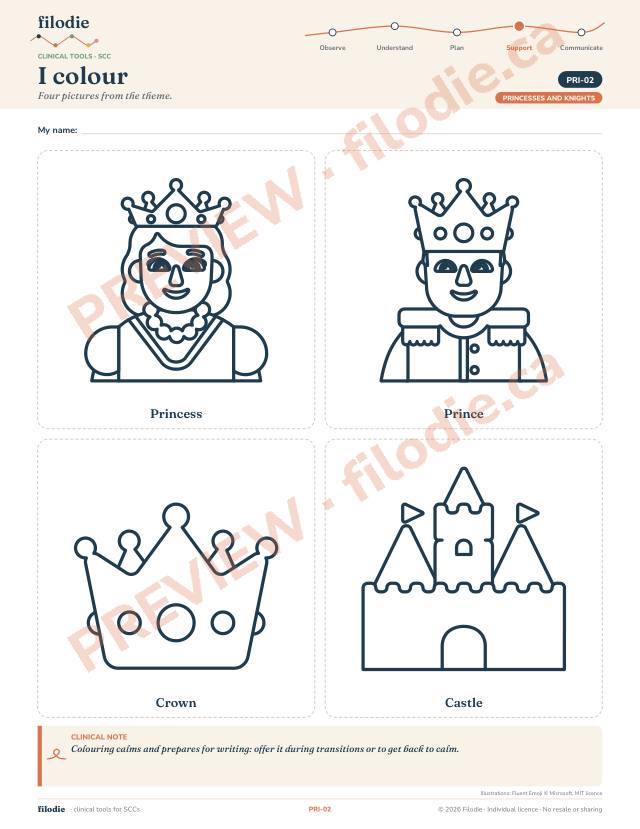 filodie
CLINICAL TOOLS · SCC
I colour
Four pictures from the theme.
Observe Understand Plan Support Communicate
PRI-02
PRINCESSES AND KNIGHTS
My name:
Princess
Prince
Crown
Castle
CLINICAL NOTE
Colouring calms and prepares for writing: offer it during transitions or to get back to calm.
Illustrations: Fluent Emoji © Microsoft, MIT licence
filodie · clinical tools for SCCs PRI-02 © 2026 Filodie · Individual licence · No resale or sharing
PREVIEW · filodie.ca
PREVIEW · filodie.ca